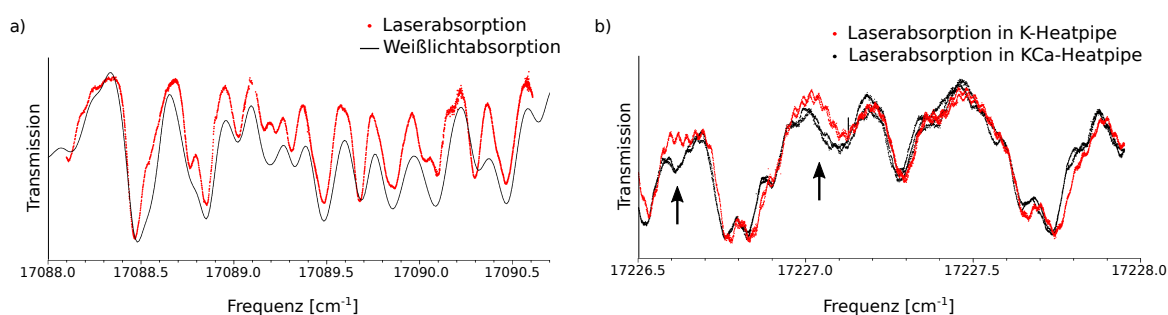 a)
Laserabsorption
Weißlichtabsorption
Transmission
17088.0 17088.5 17089.0 17089.5 17090.0 17090.5
Frequenz [cm⁻¹]
b)
Laserabsorption in K-Heatpipe
Laserabsorption in KCa-Heatpipe
Transmission
17226.5 17227.0 17227.5 17228.0
Frequenz [cm⁻¹]